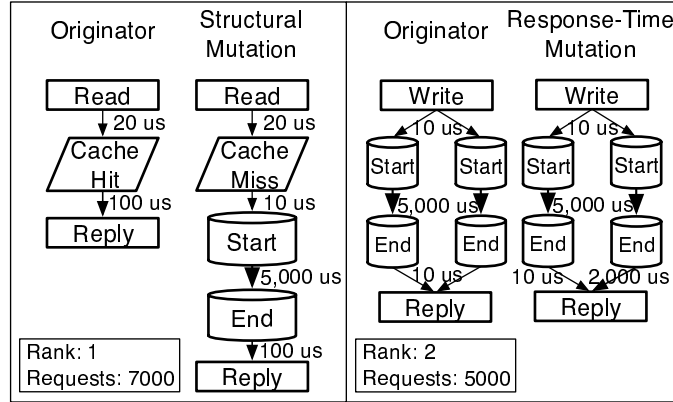 Originator
Structural
Mutation
Read
20 us
Cache
Hit
100 us
Reply
Read
20 us
Cache
Miss
10 us
Start
5,000 us
End
100 us
Reply
Rank: 1
Requests: 7000
Originator
Response-Time
Mutation
Write
10 us
Start
Start
5,000 us
End
End
10 us
Reply
Write
10 us
Start
Start
5,000 us
End
End
10 us
2,000 us
Reply
Rank: 2
Requests: 5000